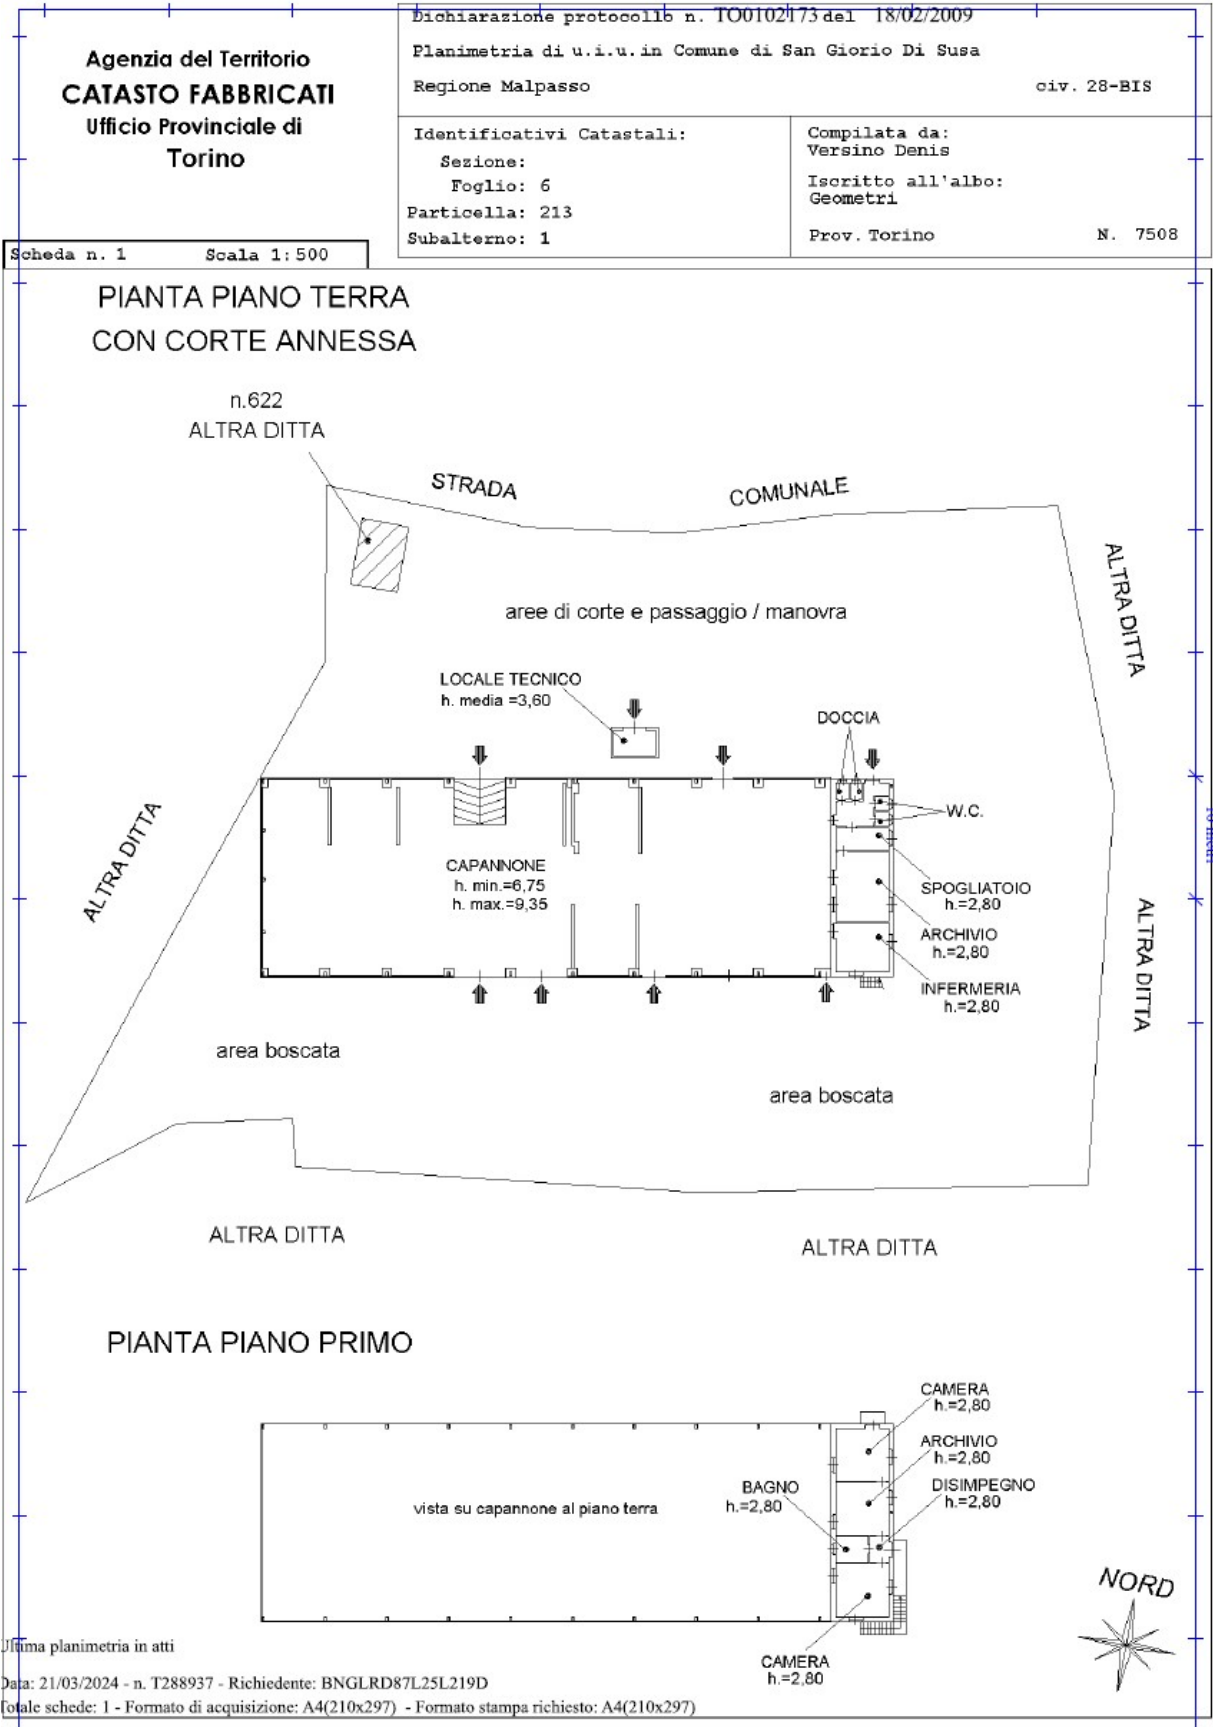 Dichiarazione protocollo n. TO0102173 del 18/02/2009
Agenzia del Territorio
CATASTO FABBRICATI
Ufficio Provinciale di
Torino
Planimetria di u.i.u. in Comune di San Giorio Di Susa
Regione Malpasso civ. 28-BIS
Identificativi Catastali:
Sezione:
Foglio: 6
Particella: 213
Subalterno: 1
Compilata da:
Versino Denis
Iscritto all'albo:
Geometri
Prov. Torino N. 7508
Scheda n. 1 Scala 1:500
PIANTA PIANO TERRA
CON CORTE ANNESSA
n.622
ALTRA DITTA
STRADA COMUNALE
ALTRA DITTA
aree di corte e passaggio / manovra
LOCALE TECNICO
h. media =3,60
DOCCIA
W.C.
10 metri
ALTRA DITTA
CAPANNONE
h. min.=6,75
h. max.=9,35
SPOGLIATOIO
h.=2,80
ARCHIVIO
h.=2,80
INFERMERIA
h.=2,80
ALTRA DITTA
area boscata
area boscata
ALTRA DITTA
ALTRA DITTA
PIANTA PIANO PRIMO
CAMERA
h.=2,80
ARCHIVIO
h.=2,80
BAGNO
h.=2,80
DISIMPEGNO
h.=2,80
vista su capannone al piano terra
CAMERA
h.=2,80
NORD
Ultima planimetria in atti
Data: 21/03/2024 - n. T288937 - Richiedente: BNGLRD87L25L219D
Totale schede: 1 - Formato di acquisizione: A4(210x297) - Formato stampa richiesto: A4(210x297)